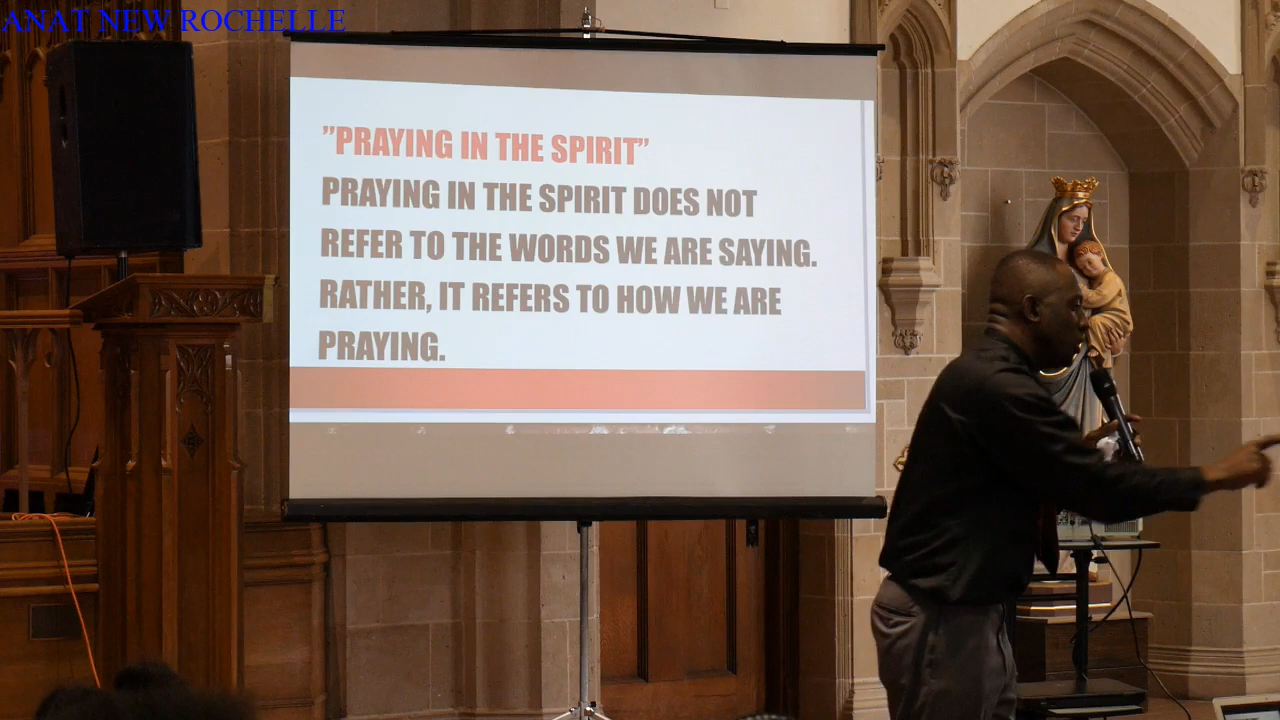 ANAT NEW ROCHELLE
”PRAYING IN THE SPIRIT”
PRAYING IN THE SPIRIT DOES NOT
REFER TO THE WORDS WE ARE SAYING.
RATHER, IT REFERS TO HOW WE ARE
PRAYING.